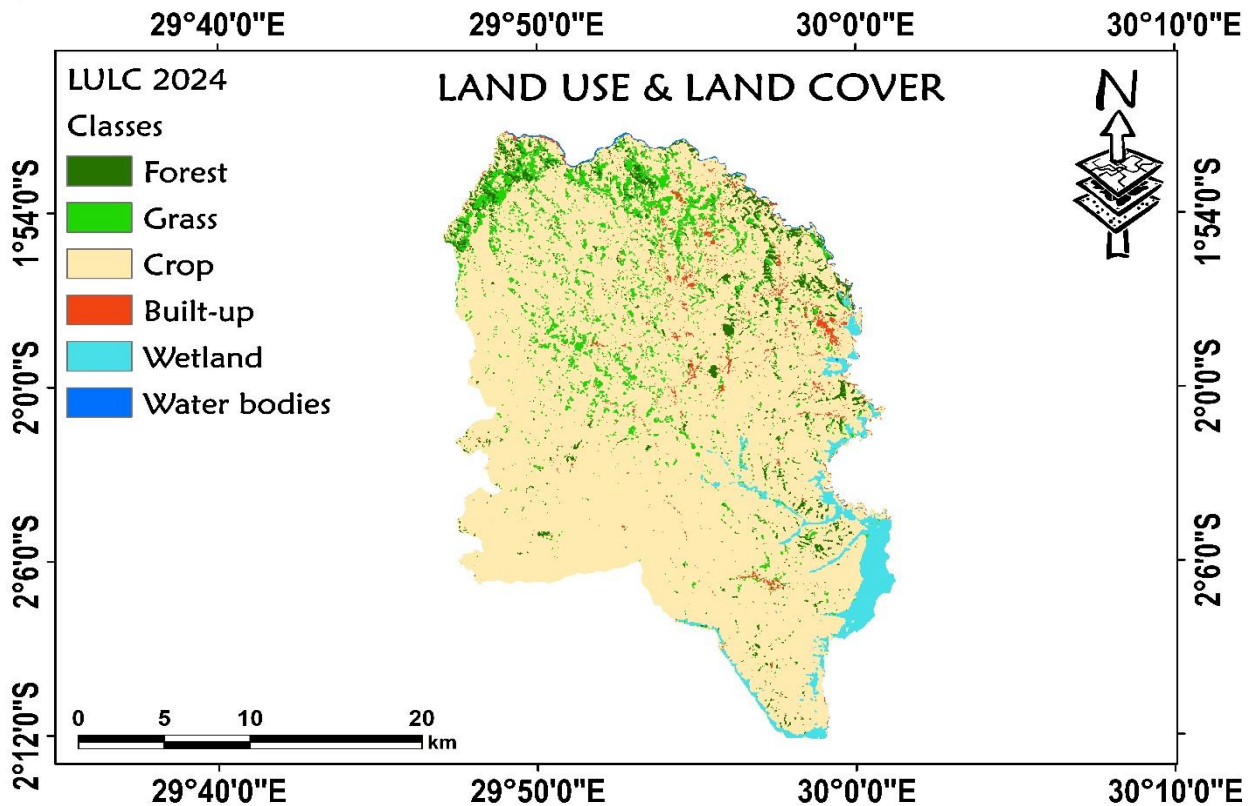 29°40'0"E 29°50'0"E 30°0'0"E 30°10'0"E
LULC 2024
LAND USE & LAND COVER
N
Classes
Forest
Grass
Crop
Built-up
Wetland
Water bodies
1°54'0"S
2°0'0"S
2°6'0"S
2°12'0"S
1°54'0"S
2°0'0"S
2°6'0"S
0 5 10 20
km
29°40'0"E 29°50'0"E 30°0'0"E 30°10'0"E